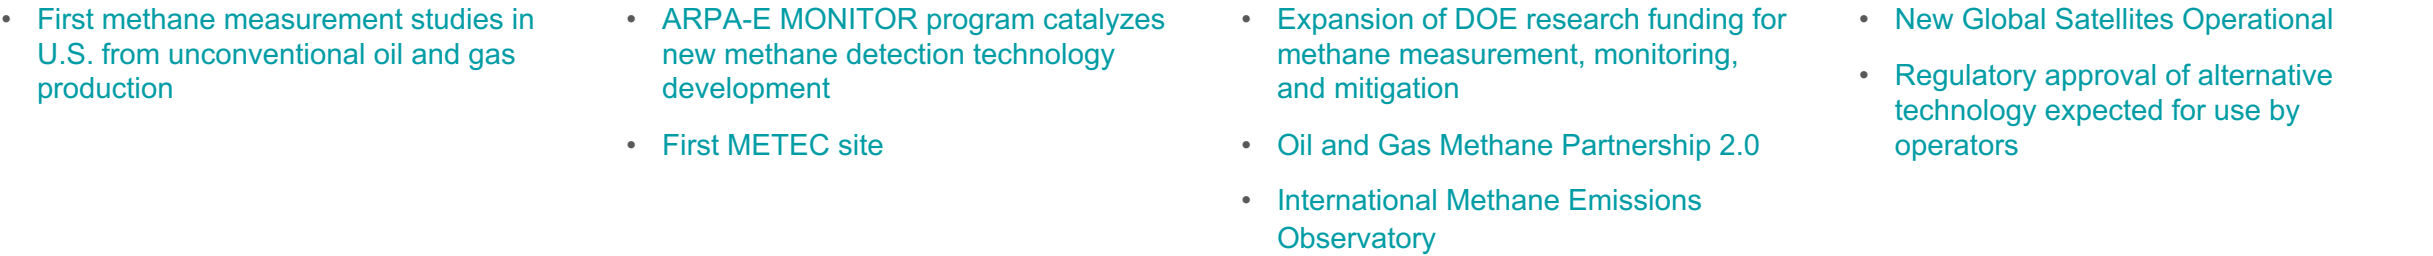 • First methane measurement studies in
U.S. from unconventional oil and gas
production
• ARPA-E MONITOR program catalyzes
new methane detection technology
development
• First METEC site
• Expansion of DOE research funding for
methane measurement, monitoring,
and mitigation
• Oil and Gas Methane Partnership 2.0
• International Methane Emissions
Observatory
• New Global Satellites Operational
• Regulatory approval of alternative
technology expected for use by
operators